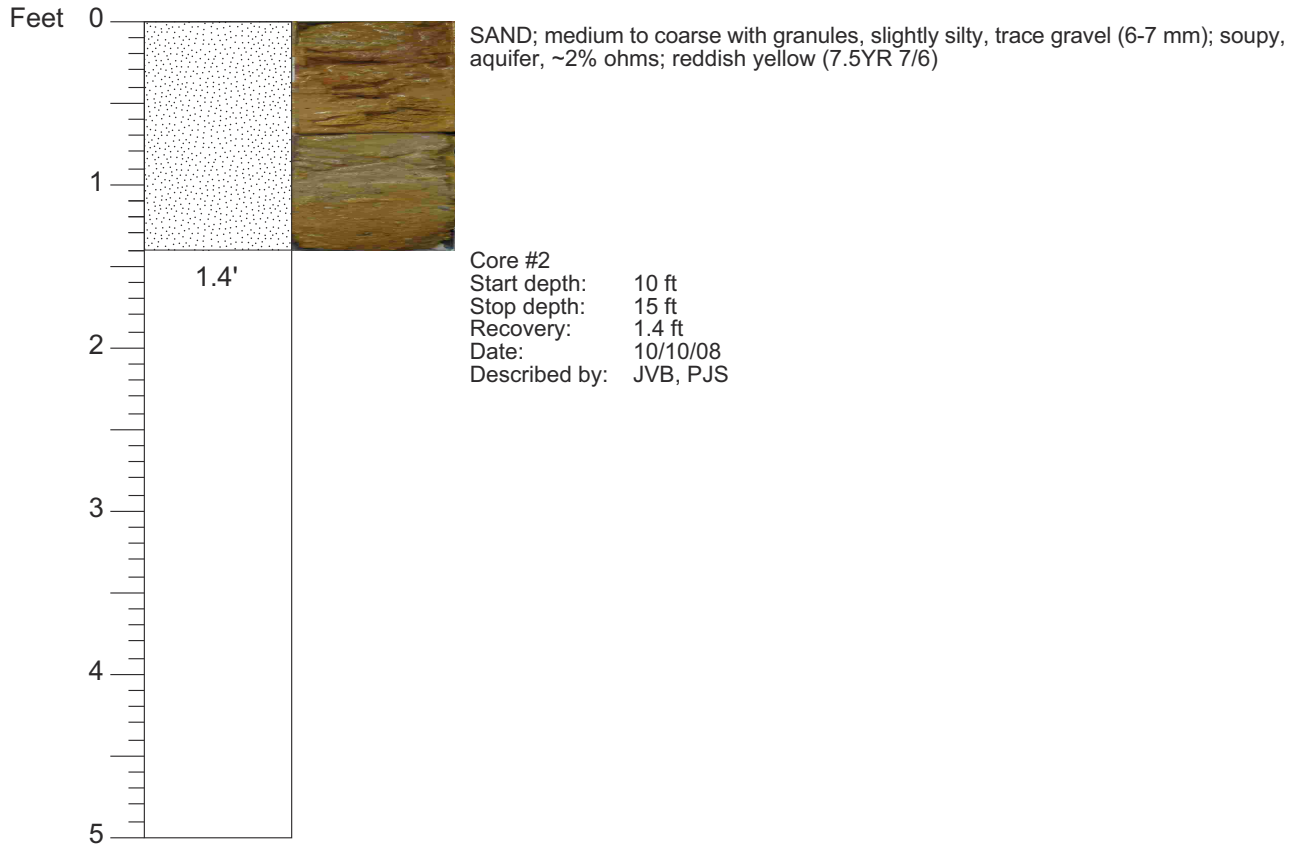 Feet 0
SAND; medium to coarse with granules, slightly silty, trace gravel (6-7 mm); soupy,
aquifer, ~2% ohms; reddish yellow (7.5YR 7/6)
1
1.4'
Core #2
Start depth: 10 ft
Stop depth: 15 ft
Recovery: 1.4 ft
Date: 10/10/08
Described by: JVB, PJS
2
3
4
5